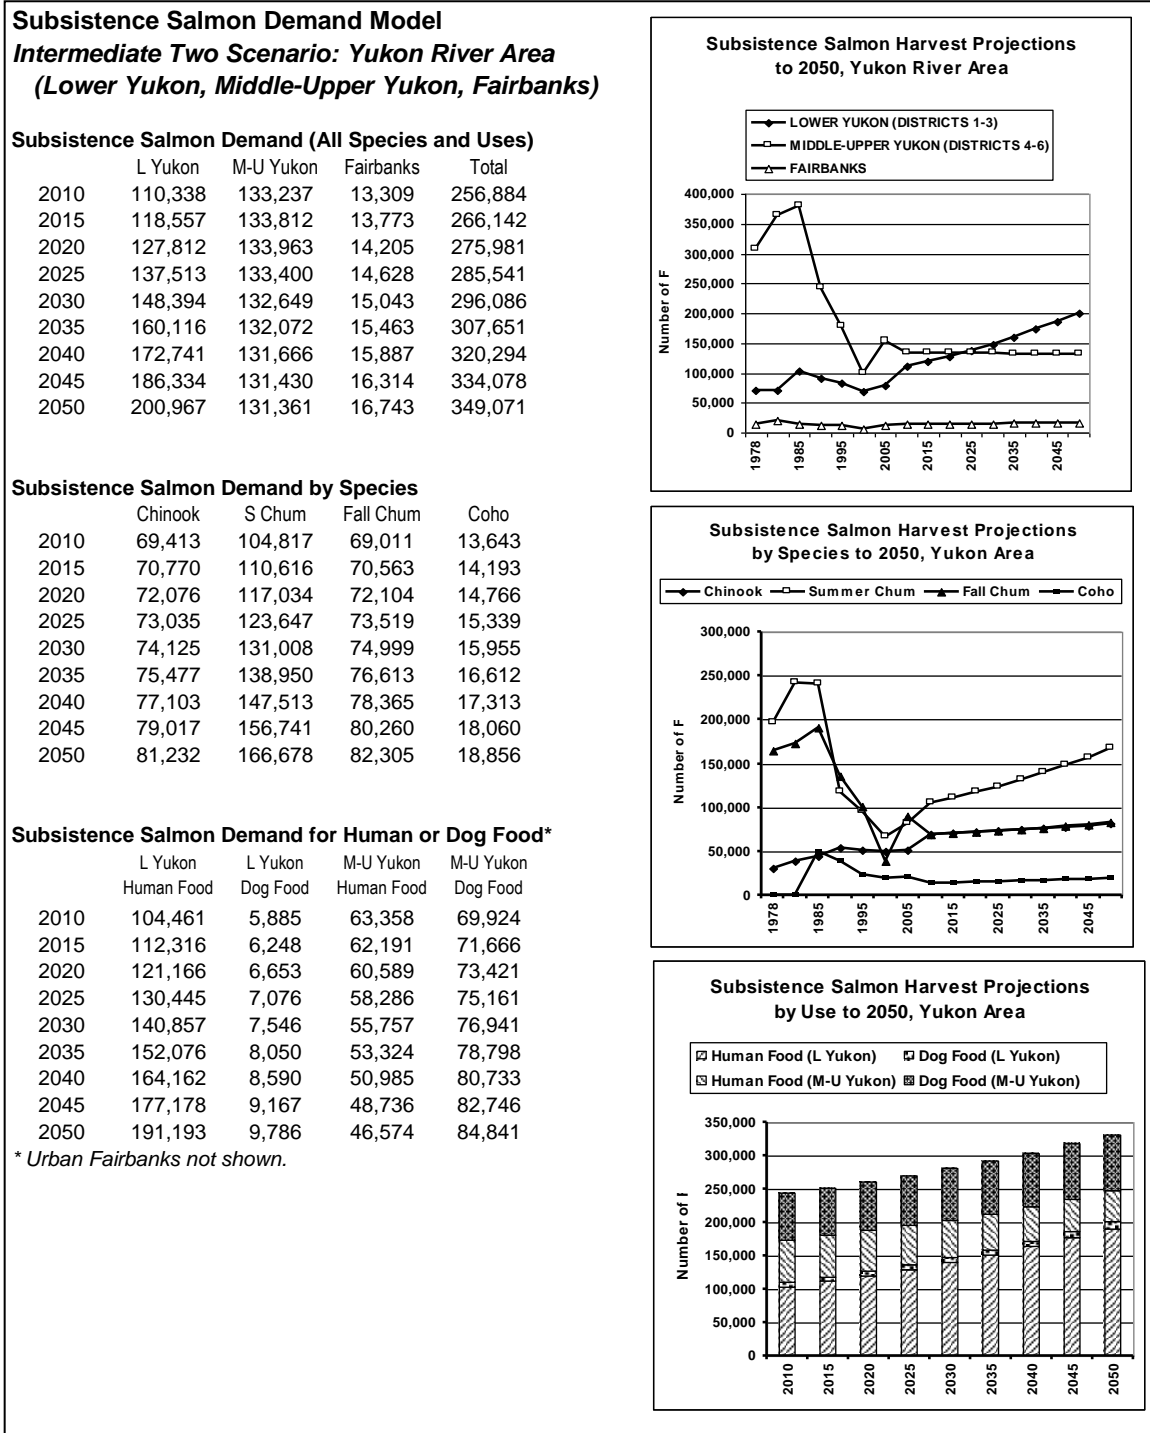 Subsistence Salmon Demand Model
Intermediate Two Scenario: Yukon River Area
(Lower Yukon, Middle-Upper Yukon, Fairbanks)
Subsistence Salmon Demand (All Species and Uses)
L Yukon M-U Yukon Fairbanks Total
2010 110,338 133,237 13,309 256,884
2015 118,557 133,812 13,773 266,142
2020 127,812 133,963 14,205 275,981
2025 137,513 133,400 14,628 285,541
2030 148,394 132,649 15,043 296,086
2035 160,116 132,072 15,463 307,651
2040 172,741 131,666 15,887 320,294
2045 186,334 131,430 16,314 334,078
2050 200,967 131,361 16,743 349,071
Subsistence Salmon Demand by Species
Chinook S Chum Fall Chum Coho
2010 69,413 104,817 69,011 13,643
2015 70,770 110,616 70,563 14,193
2020 72,076 117,034 72,104 14,766
2025 73,035 123,647 73,519 15,339
2030 74,125 131,008 74,999 15,955
2035 75,477 138,950 76,613 16,612
2040 77,103 147,513 78,365 17,313
2045 79,017 156,741 80,260 18,060
2050 81,232 166,678 82,305 18,856
Subsistence Salmon Demand for Human or Dog Food*
L Yukon L Yukon M-U Yukon M-U Yukon
Human Food Dog Food Human Food Dog Food
2010 104,461 5,885 63,358 69,924
2015 112,316 6,248 62,191 71,666
2020 121,166 6,653 60,589 73,421
2025 130,445 7,076 58,286 75,161
2030 140,857 7,546 55,757 76,941
2035 152,076 8,050 53,324 78,798
2040 164,162 8,590 50,985 80,733
2045 177,178 9,167 48,736 82,746
2050 191,193 9,786 46,574 84,841
* Urban Fairbanks not shown.
Subsistence Salmon Harvest Projections
to 2050, Yukon River Area
LOWER YUKON (DISTRICTS 1-3)
MIDDLE-UPPER YUKON (DISTRICTS 4-6)
FAIRBANKS
400,000
350,000
300,000
250,000
200,000
150,000
100,000
50,000
0
Number of F
1978 1985 1995 2005 2015 2025 2035 2045
Subsistence Salmon Harvest Projections
by Species to 2050, Yukon Area
Chinook Summer Chum Fall Chum Coho
300,000
250,000
200,000
150,000
100,000
50,000
0
Number of F
1978 1985 1995 2005 2015 2025 2035 2045
Subsistence Salmon Harvest Projections
by Use to 2050, Yukon Area
Human Food (L Yukon) Dog Food (L Yukon)
Human Food (M-U Yukon) Dog Food (M-U Yukon)
350,000
300,000
250,000
200,000
150,000
100,000
50,000
0
Number of
2010 2015 2020 2025 2030 2035 2040 2045 2050